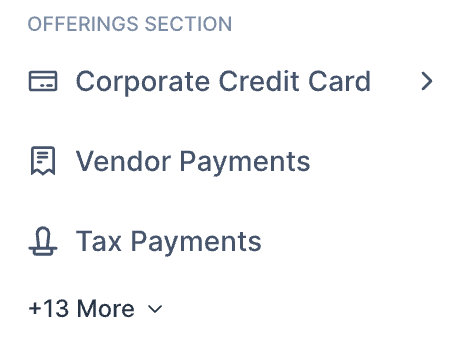 OFFERINGS SECTION
Corporate Credit Card
Vendor Payments
Tax Payments
+13 More